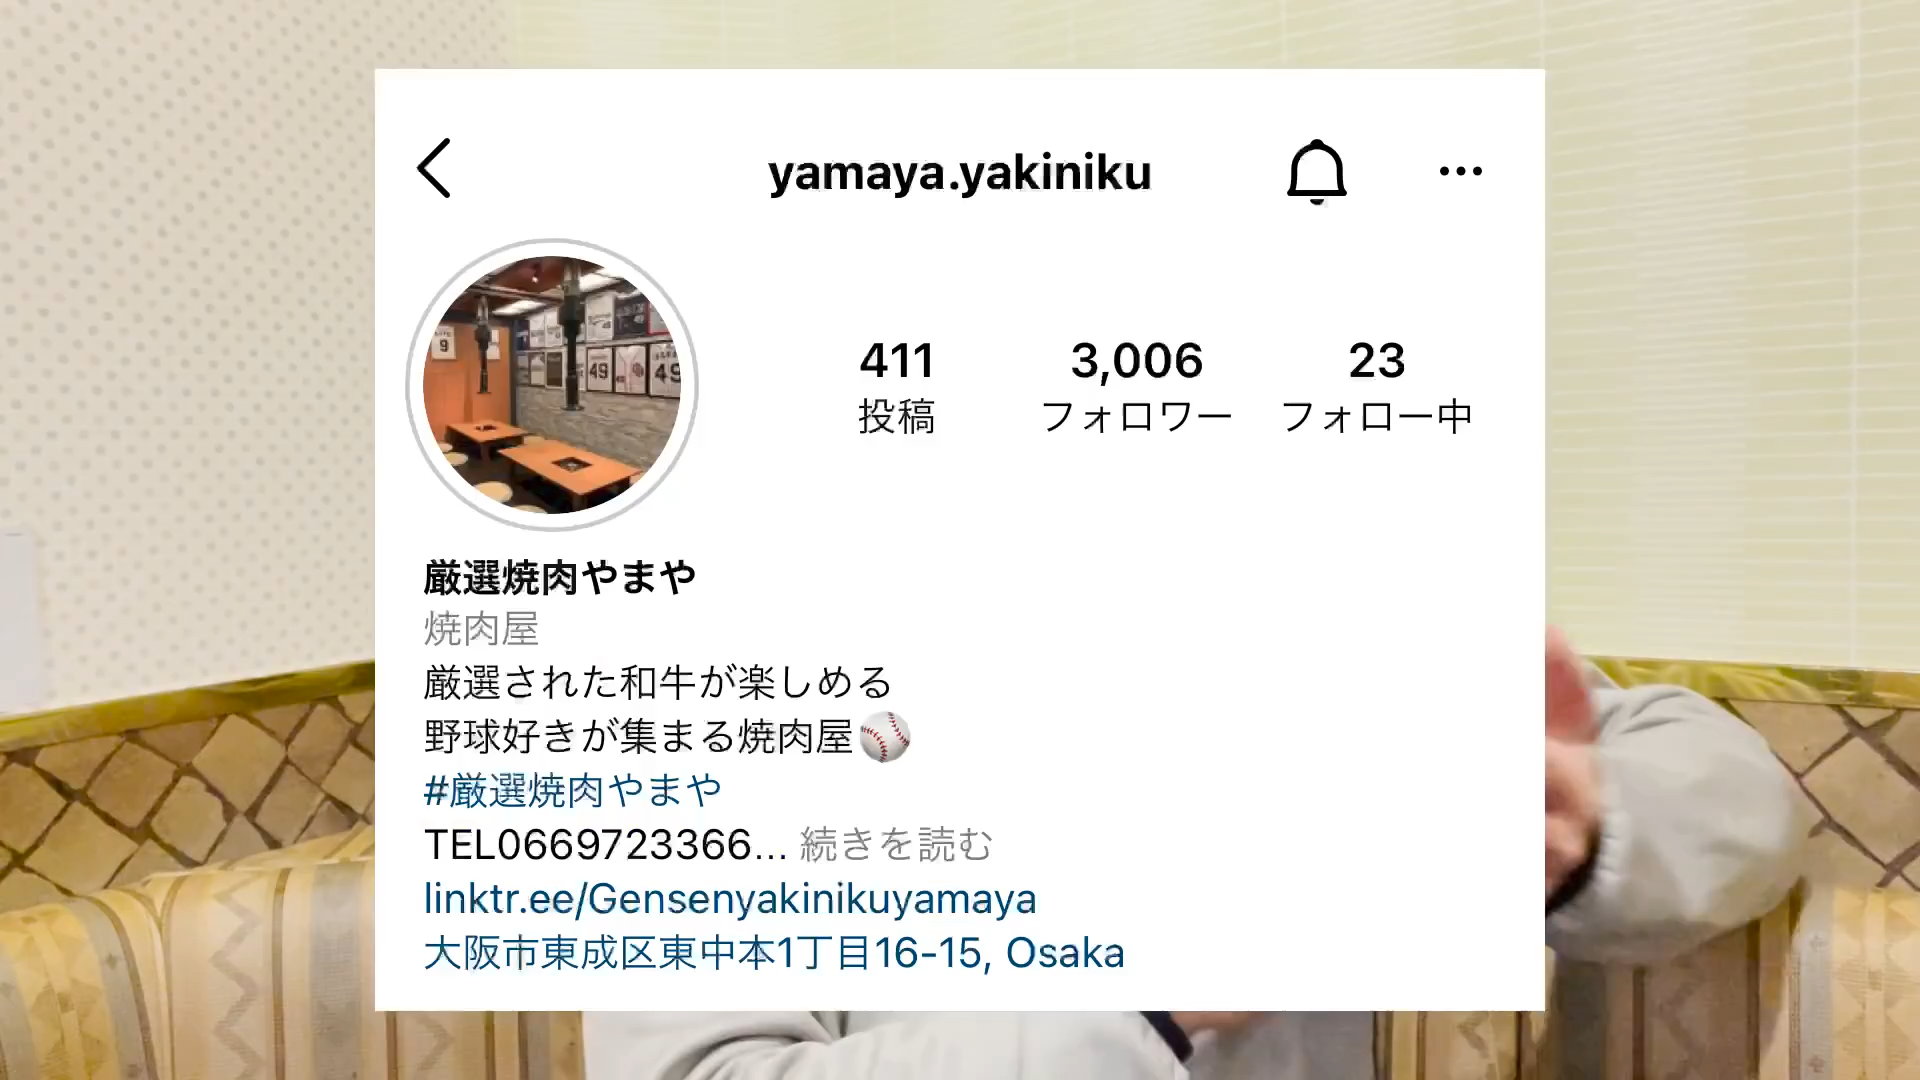 yamaya.yakiniku
411
投稿
3,006
フォロワー
23
フォロー中
9
49
49
厳選焼肉やまや
焼肉屋
厳選された和牛が楽しめる
野球好きが集まる焼肉屋⚾
#厳選焼肉やまや
TEL0669723366... 続きを読む
linktr.ee/Gensenyakinikuyamaya
大阪市東成区東中本1丁目16-15, Osaka